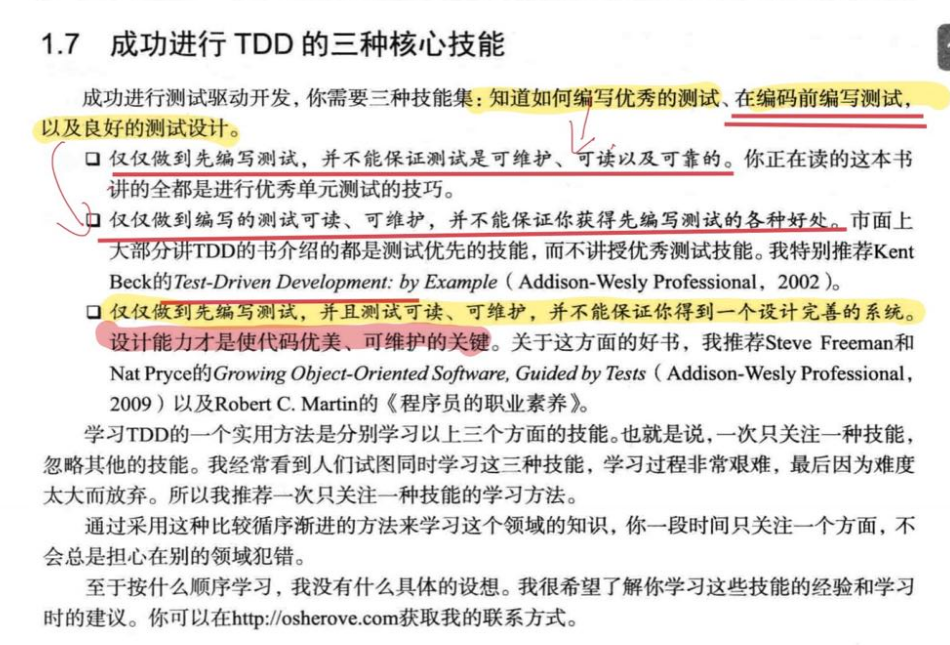 1.7 成功进行 TDD 的三种核心技能
成功进行测试驱动开发，你需要三种技能集：知道如何编写优秀的测试、在编码前编写测试，
以及良好的测试设计。
❑ 仅仅做到先编写测试，并不能保证测试是可维护、可读以及可靠的。你正在读的这本书
讲的全都是进行优秀单元测试的技巧。
❑ 仅仅做到编写的测试可读、可维护，并不能保证你获得先编写测试的各种好处。市面上
大部分讲TDD的书介绍的都是测试优先的技能，而不讲授优秀测试技能。我特别推荐Kent
Beck的Test-Driven Development: by Example（Addison-Wesly Professional，2002）。
❑ 仅仅做到先编写测试，并且测试可读、可维护，并不能保证你得到一个设计完善的系统。
设计能力才是使代码优美、可维护的关键。关于这方面的好书，我推荐Steve Freeman和
Nat Pryce的Growing Object-Oriented Software, Guided by Tests（Addison-Wesly Professional，
2009）以及Robert C. Martin的《程序员的职业素养》。
学习TDD的一个实用方法是分别学习以上三个方面的技能。也就是说，一次只关注一种技能，
忽略其他的技能。我经常看到人们试图同时学习这三种技能，学习过程非常艰难，最后因为难度
太大而放弃。所以我推荐一次只关注一种技能的学习方法。
通过采用这种比较循序渐进的方法来学习这个领域的知识，你一段时间只关注一个方面，不
会总是担心在别的领域犯错。
至于按什么顺序学习，我没有什么具体的设想。我很希望了解你学习这些技能的经验和学习
时的建议。你可以在http://osherove.com获取我的联系方式。